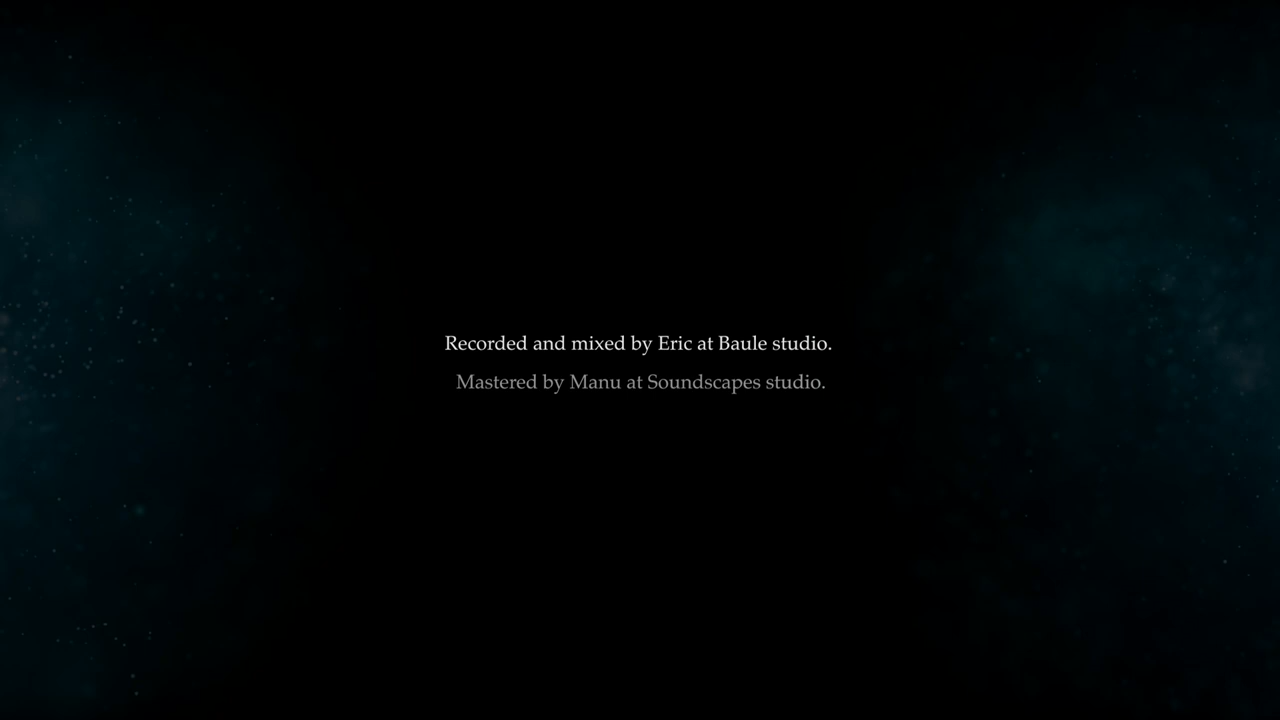 Recorded and mixed by Eric at Baule studio.
Mastered by Manu at Soundscapes studio.